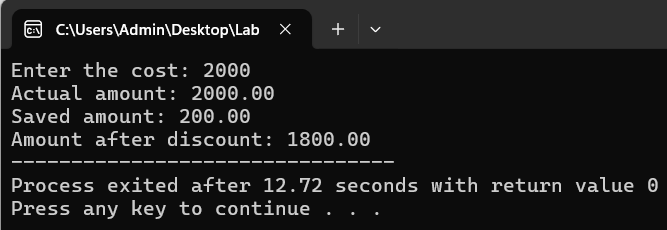 C:\Users\Admin\Desktop\Lab
Enter the cost: 2000
Actual amount: 2000.00
Saved amount: 200.00
Amount after discount: 1800.00
--------------------------------
Process exited after 12.72 seconds with return value 0
Press any key to continue . . .